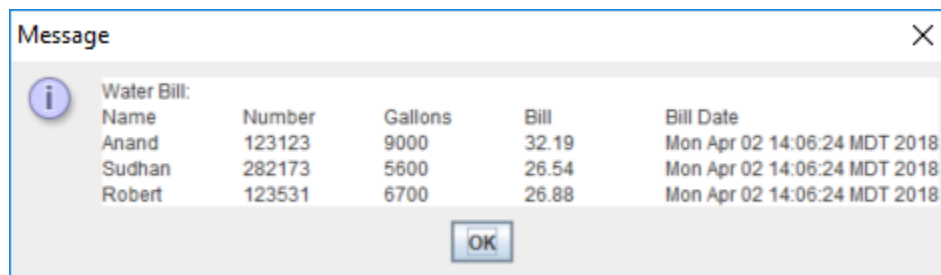 Message
i
Water Bill:
Name Number Gallons Bill Bill Date
Anand 123123 9000 32.19 Mon Apr 02 14:06:24 MDT 2018
Sudhan 282173 5600 26.54 Mon Apr 02 14:06:24 MDT 2018
Robert 123531 6700 26.88 Mon Apr 02 14:06:24 MDT 2018
OK